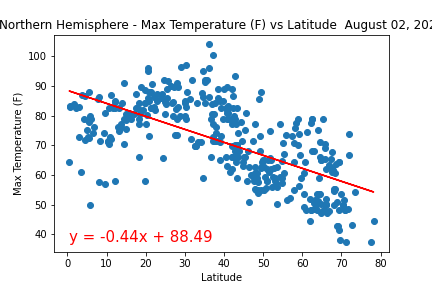 Northern Hemisphere - Max Temperature (F) vs Latitude August 02, 202
100
90
80
70
60
50
40
Max Temperature (F)
y = -0.44x + 88.49
0 10 20 30 40 50 60 70 80
Latitude